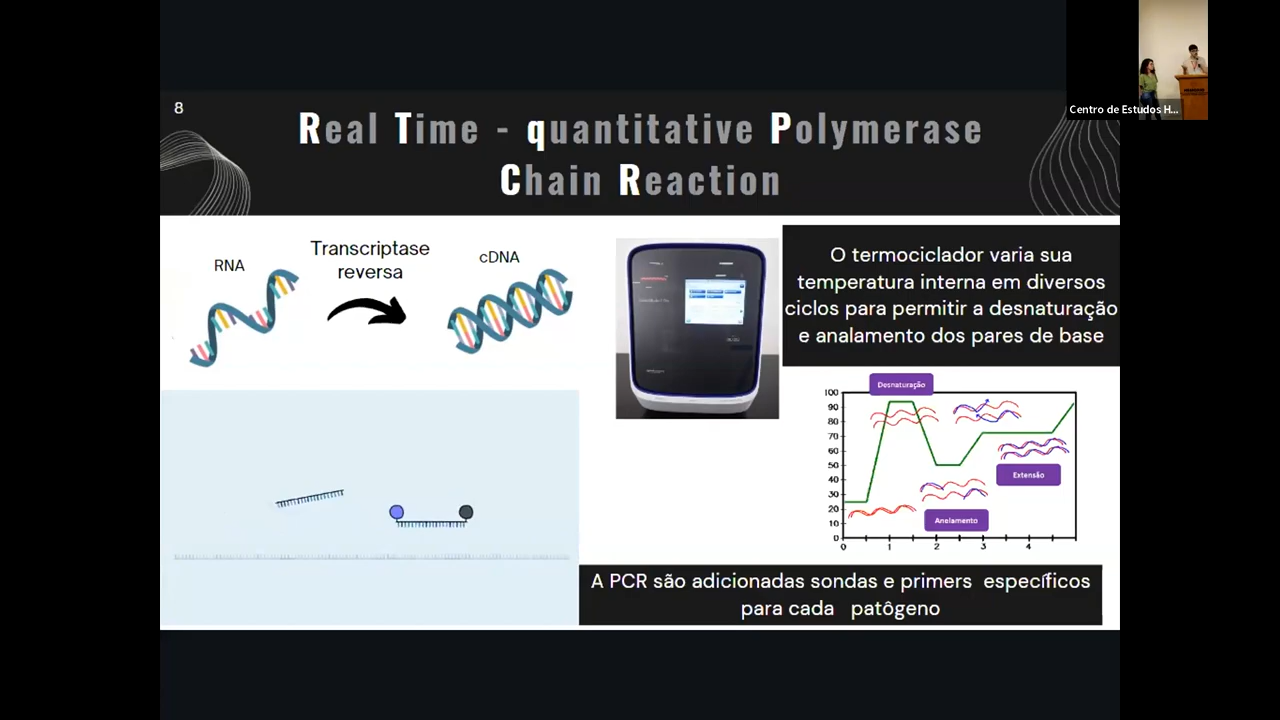 Centro de Estudos H...
8
Real Time - quantitative Polymerase
Chain Reaction
RNA
Transcriptase
reversa
cDNA
O termociclador varia sua
temperatura interna em diversos
ciclos para permitir a desnaturação
e analamento dos pares de base
Desnaturação
100
90
80
70
60
50
40
30
20
10
0
Extensão
Anelamento
0 1 2 3 4
A PCR são adicionadas sondas e primers específicos
para cada patôgeno